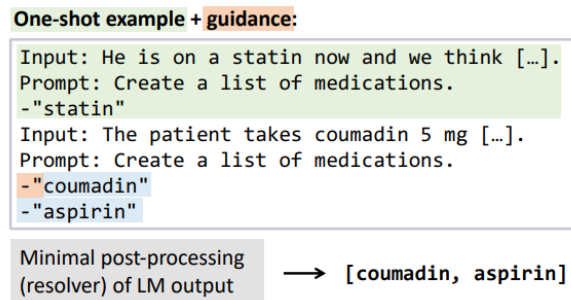 One-shot example + guidance:
Input: He is on a statin now and we think […].
Prompt: Create a list of medications.
-"statin"
Input: The patient takes coumadin 5 mg […].
Prompt: Create a list of medications.
-"coumadin"
-"aspirin"
Minimal post-processing
(resolver) of LM output
⟶ [coumadin, aspirin]